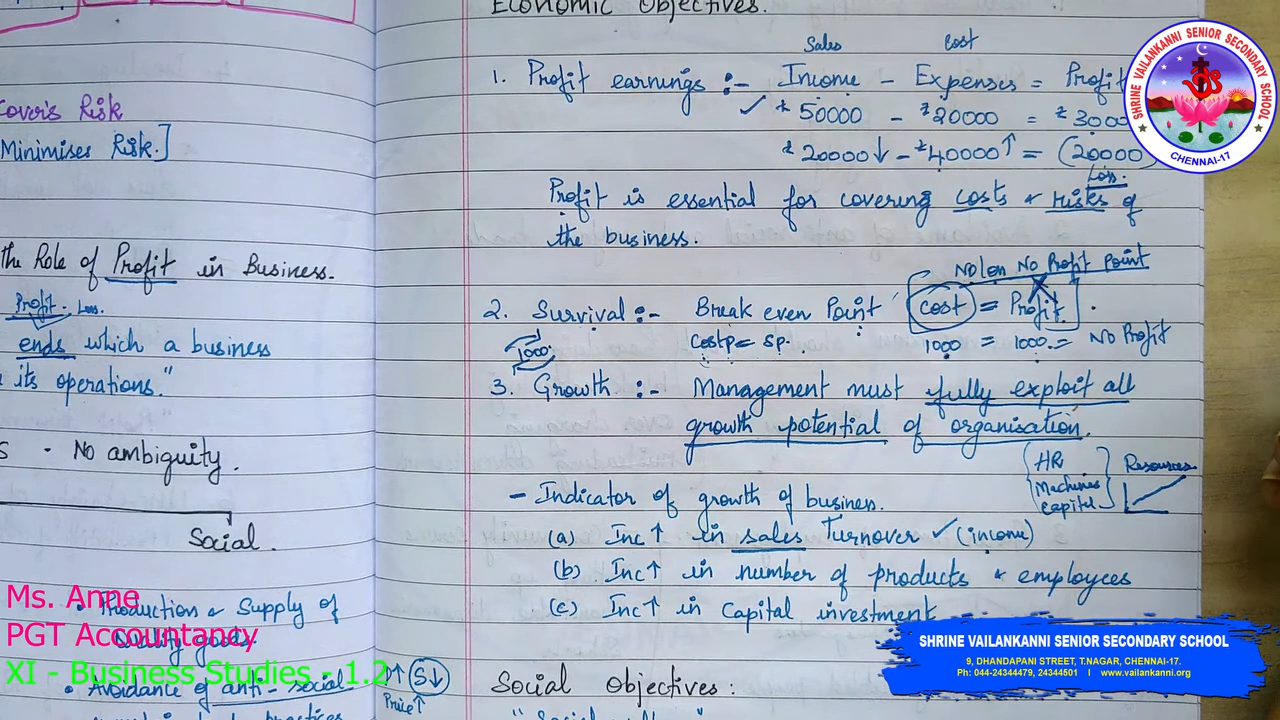 Covers Risk
Minimises Risk.]
the Role of Profit in Business.
Profit - Loss.
ends which a business
its operations."
S - No ambiguity.
Social.
• Production & Supply of
Quality goods
• Avoidance of anti-social
practices
S↓
Price↑
Economic Objectives.
Sales Cost
1. Profit earnings :- Income - Expenses = Profit
✓ ₹50000 - ₹20000 = ₹3000
₹20000↓ - ₹40000↑ = (20000)
Loss.
Profit is essential for covering costs & risks of
the business.
No Loss No Profit Point
2. Survival :- Break even Point cost = Profit.
1000. Costp = SP. 1000 = 1000 = No Profit
3. Growth :- Management must fully exploit all
growth potential of organisation.
HR
Machines
Capital
Resources
- Indicator of growth of business.
(a) Inc↑ in sales Turnover ✓ (income)
(b) Inc↑ in number of products & employees
(c) Inc↑ in Capital investment
Social Objectives:
Ms. Anne
PGT Accountancy
XI - Business Studies - 1.2
SHRINE VAILANKANNI SENIOR SECONDARY SCHOOL
CHENNAI-17
SHRINE VAILANKANNI SENIOR SECONDARY SCHOOL
9, DHANDAPANI STREET, T.NAGAR, CHENNAI-17.
Ph: 044-24344479, 24344501 I www.vailankanni.org